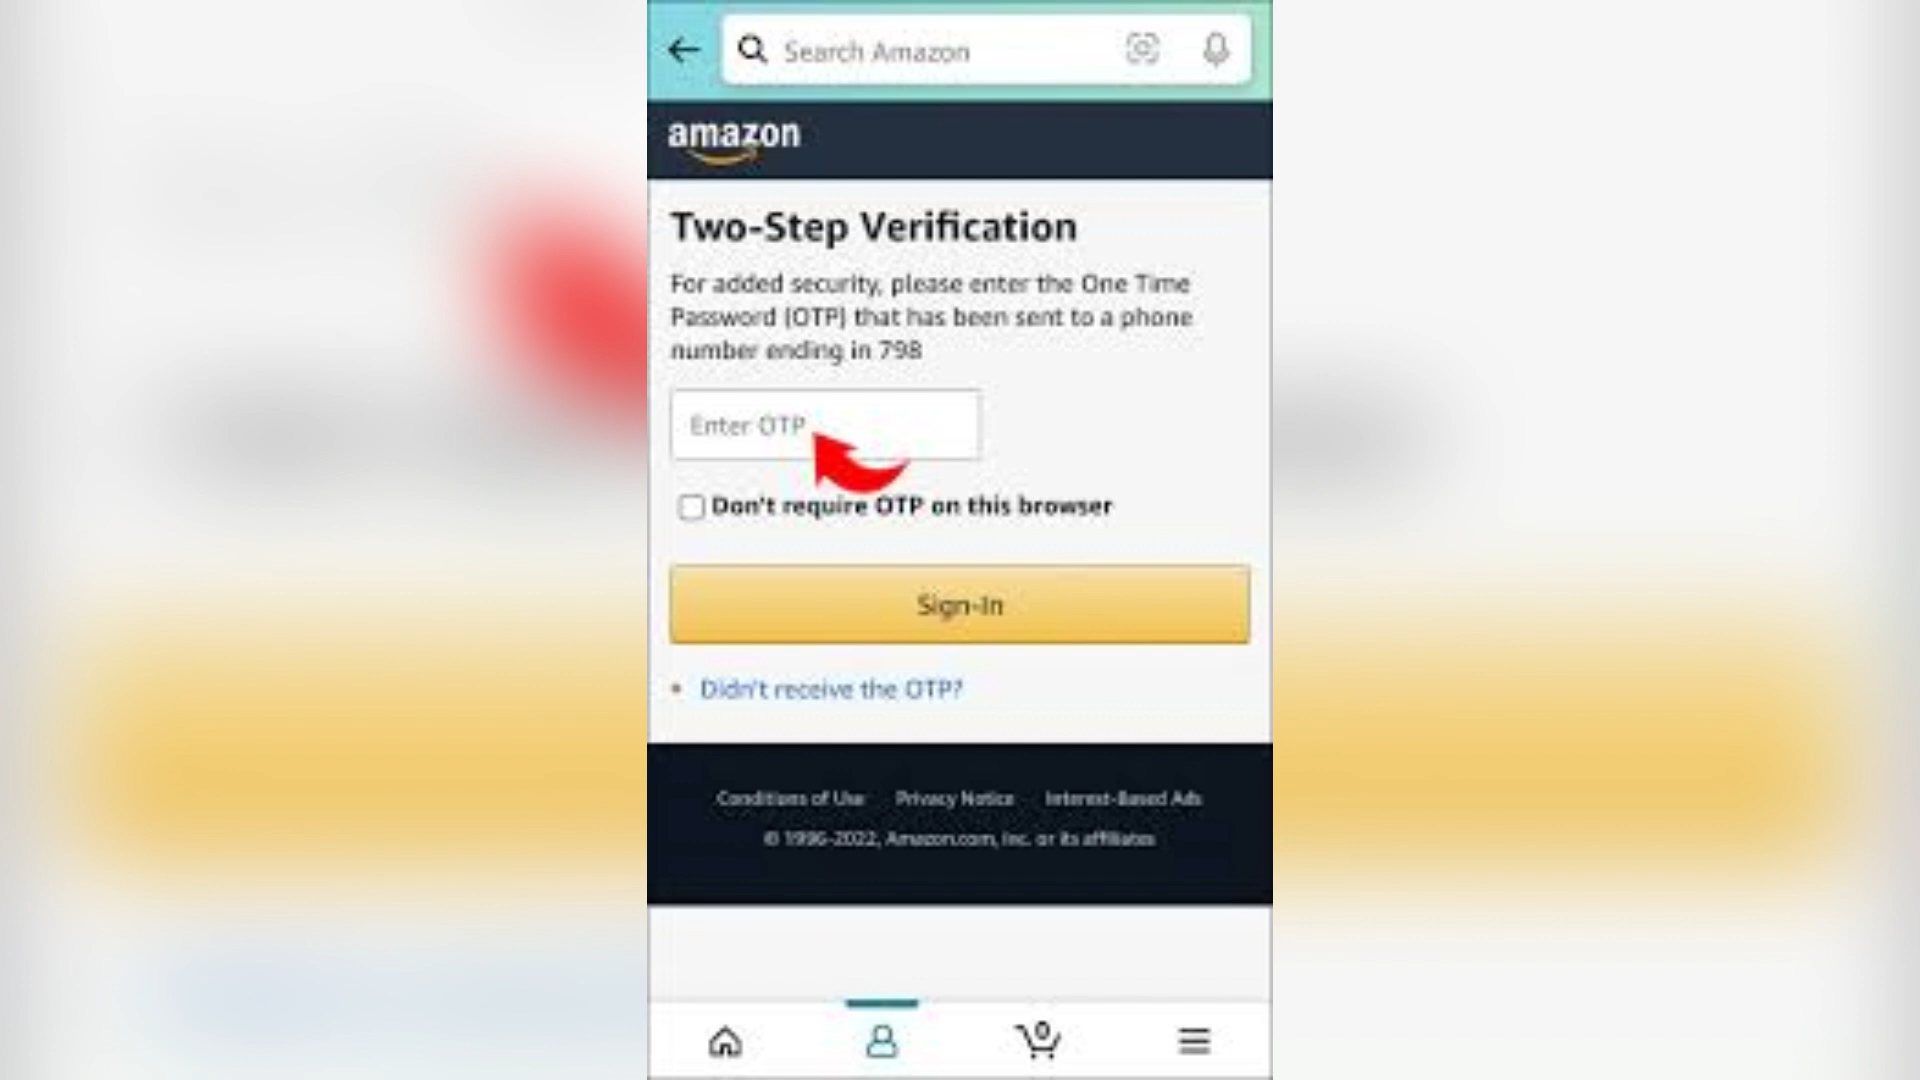 Search Amazon
amazon
Two-Step Verification
For added security, please enter the One Time
Password (OTP) that has been sent to a phone
number ending in 798
Enter OTP
Don't require OTP on this browser
Sign-In
Didn't receive the OTP?
Conditions of Use Privacy Notice Interest-Based Ads
© 1996-2022, Amazon.com, Inc. or its affiliates
0